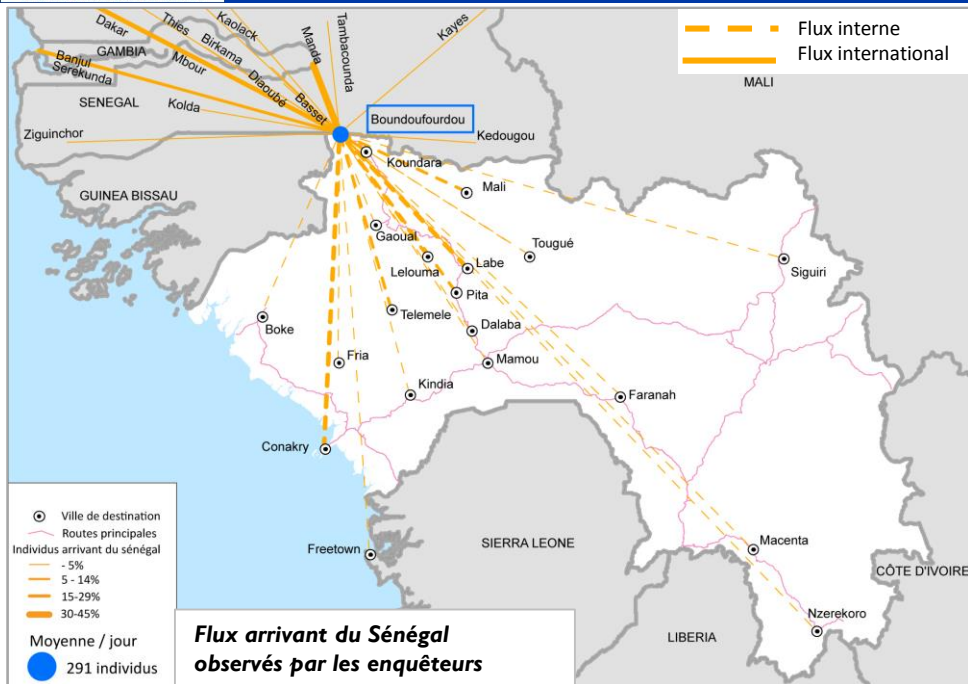 Flux interne
Flux international
MALI
Dakar
Thies
Kaolack
Birkama
Manda
Tambacounda
Kayes
GAMBIA
Banjul
Serekunda
Mbour
Diaoubé
Basset
SENEGAL
Kolda
Ziguinchor
Boundoufourdou
Kedougou
Koundara
Mali
GUINEA BISSAU
Gaoual
Lelouma
Labe
Tougué
Siguiri
Pita
Telemele
Dalaba
Boke
Fria
Mamou
Kindia
Faranah
Conakry
Freetown
SIERRA LEONE
Macenta
CÔTE D'IVOIRE
Nzerekoro
LIBERIA
Ville de destination
Routes principales
Individus arrivant du sénégal
- 5%
5 - 14%
15-29%
30-45%
Moyenne / jour
291 individus
Flux arrivant du Sénégal
observés par les enquêteurs